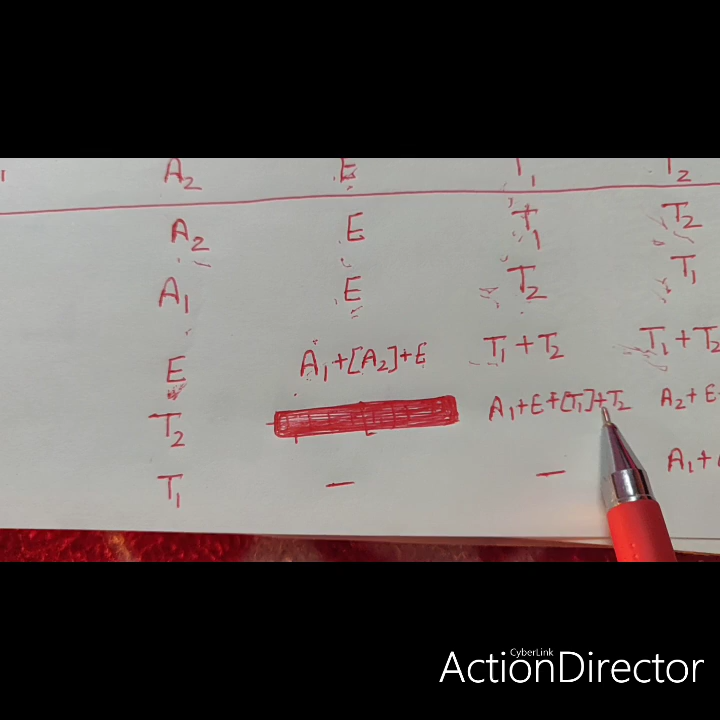 A₂ E T₁ T₂
A₂ E T₁ T₂
A₁ E T₂ T₁
E A₁+[A₂]+E T₁+T₂ T₁+T₂
T₂ A₁+E+[T₁]+T₂ A₂+E
T₁ — — A₁+
CyberLink
ActionDirector